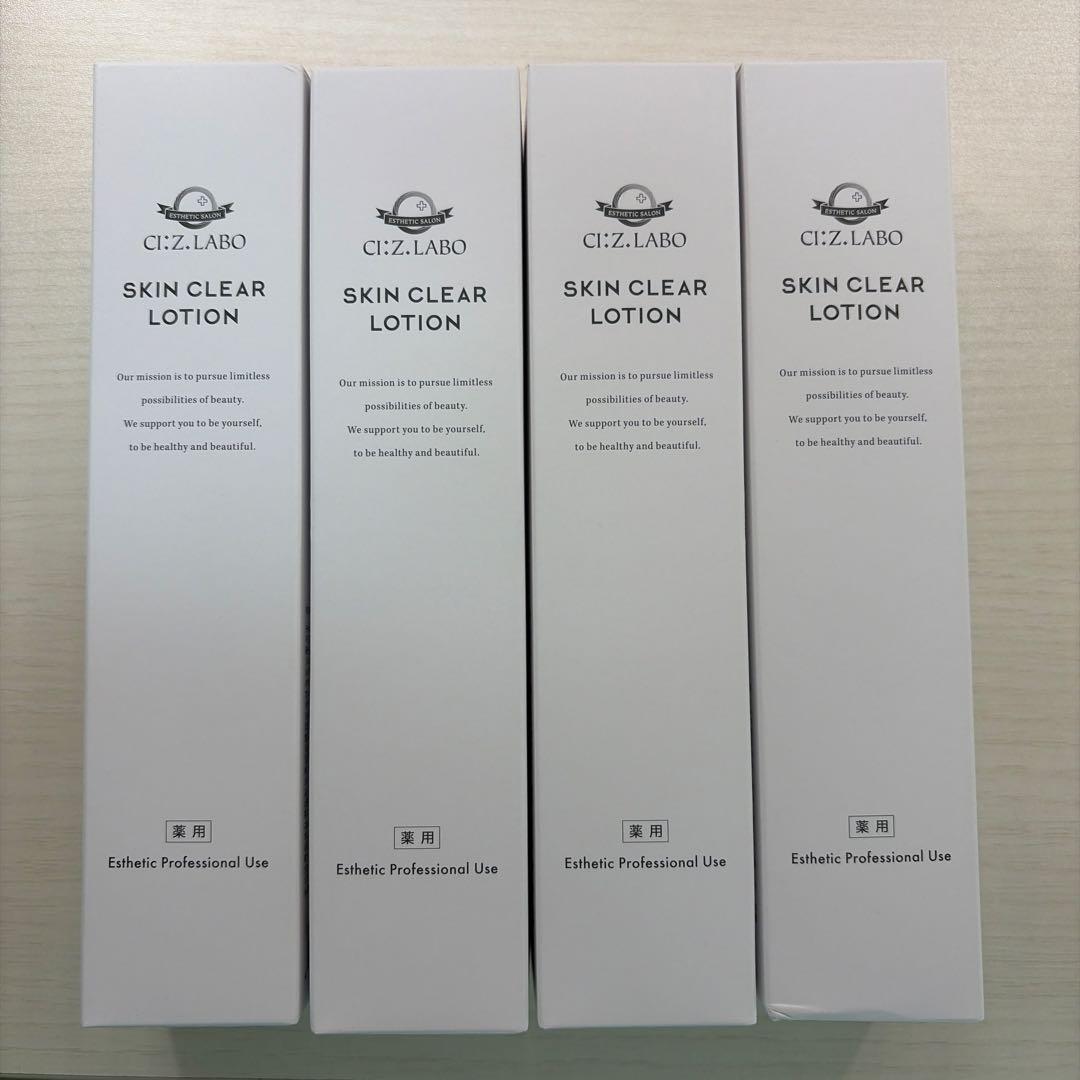 ESTHETIC SALON
CI:Z.LABO
SKIN CLEAR
LOTION
Our mission is to pursue limitless
possibilities of beauty.
We support you to be yourself,
to be healthy and beautiful.
薬用
Esthetic Professional Use
ESTHETIC SALON
CI:Z.LABO
SKIN CLEAR
LOTION
Our mission is to pursue limitless
possibilities of beauty.
We support you to be yourself,
to be healthy and beautiful.
薬用
Esthetic Professional Use
ESTHETIC SALON
CI:Z.LABO
SKIN CLEAR
LOTION
Our mission is to pursue limitless
possibilities of beauty.
We support you to be yourself,
to be healthy and beautiful.
薬用
Esthetic Professional Use
ESTHETIC SALON
CI:Z.LABO
SKIN CLEAR
LOTION
Our mission is to pursue limitless
possibilities of beauty.
We support you to be yourself,
to be healthy and beautiful.
薬用
Esthetic Professional Use